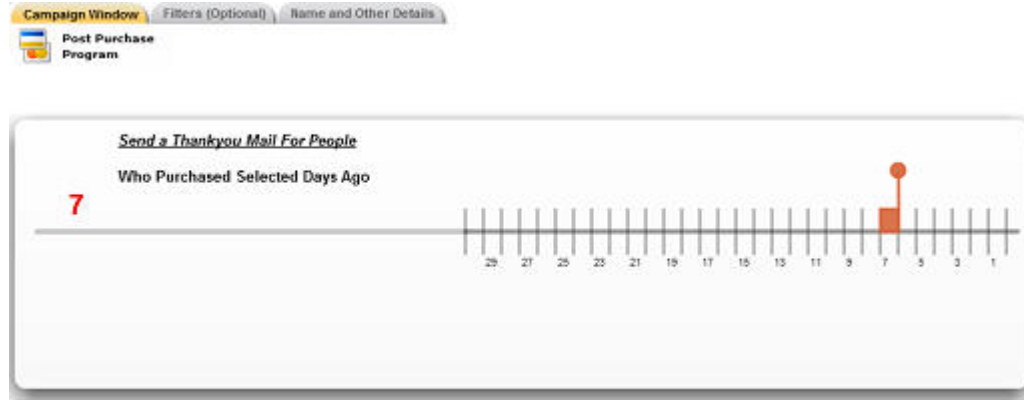 Campaign Window Filters (Optional) Name and Other Details
Post Purchase
Program
Send a Thankyou Mail For People
Who Purchased Selected Days Ago
7
29 27 25 23 21 19 17 15 13 11 9 7 5 3 1